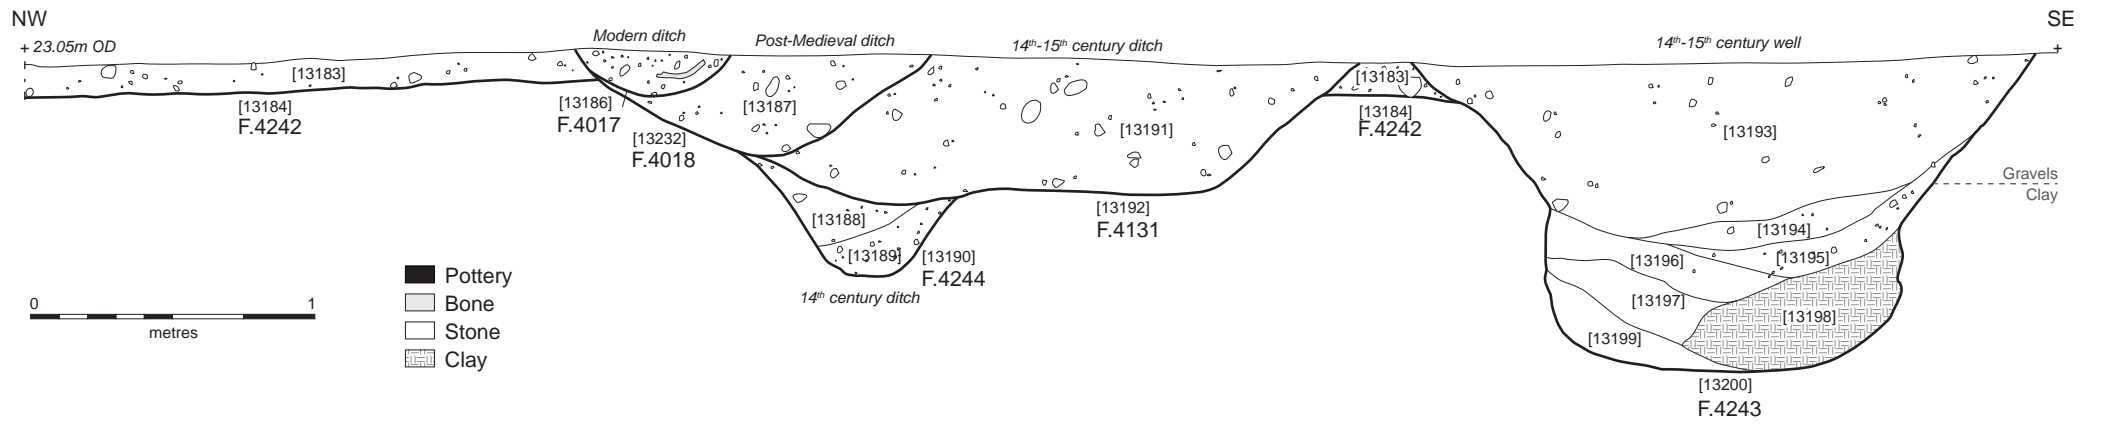 NW
SE
+ 23.05m OD
Modern ditch
Post-Medieval ditch
14th-15th century ditch
14th-15th century well
+
[13183]
[13184]
F.4242
[13186]
F.4017
[13187]
[13232]
F.4018
[13191]
[13183]
[13184]
F.4242
[13193]
Gravels
Clay
[13188]
[13189]
[13190]
F.4244
14th century ditch
[13192]
F.4131
[13194]
[13195]
[13196]
[13197]
[13198]
[13199]
[13200]
F.4243
0 1
metres
Pottery
Bone
Stone
Clay